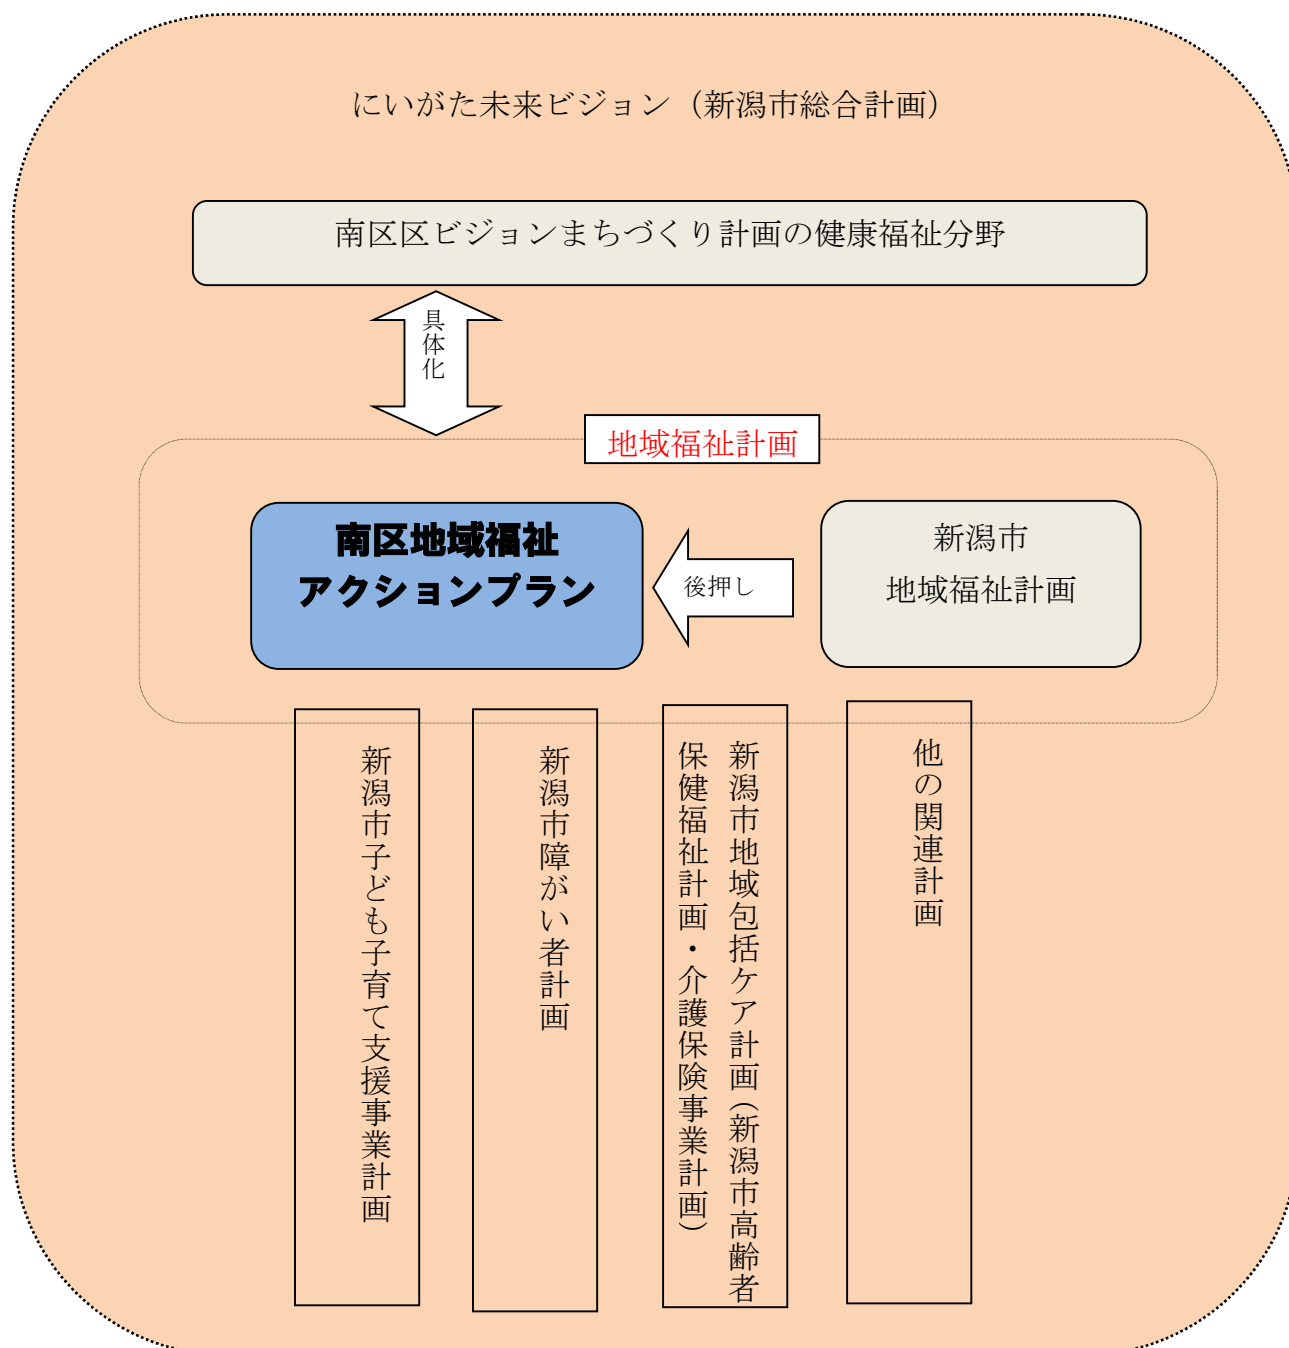 にいがた未来ビジョン（新潟市総合計画）
南区区ビジョンまちづくり計画の健康福祉分野
具体化
地域福祉計画
南区地域福祉
アクションプラン
後押し
新潟市
地域福祉計画
新潟市子ども子育て支援事業計画
新潟市障がい者計画
新潟市地域包括ケア計画（新潟市高齢者
保健福祉計画・介護保険事業計画）
他の関連計画